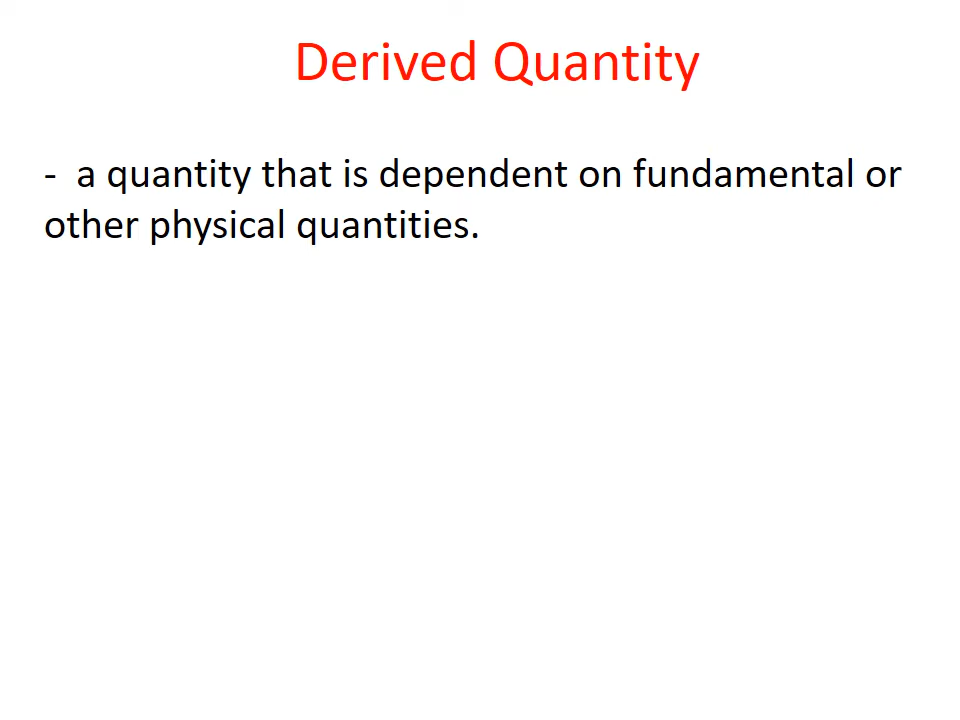 Derived Quantity
-  a quantity that is dependent on fundamental or
other physical quantities.